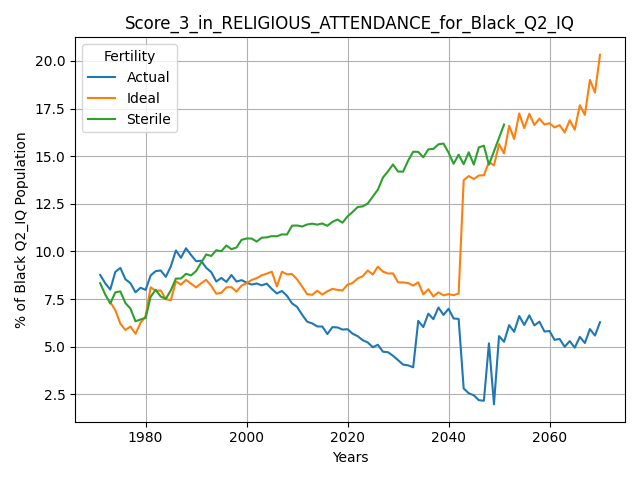 Score_3_in_RELIGIOUS_ATTENDANCE_for_Black_Q2_IQ
Fertility
Actual
Ideal
Sterile
% of Black Q2_IQ Population
20.0
17.5
15.0
12.5
10.0
7.5
5.0
2.5
1980 2000 2020 2040 2060
Years